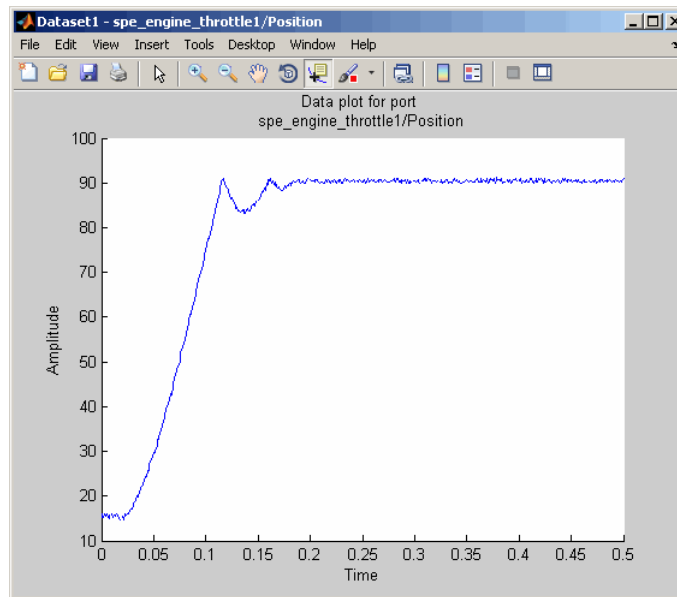 Dataset1 - spe_engine_throttle1/Position
File Edit View Insert Tools Desktop Window Help
Data plot for port
spe_engine_throttle1/Position
100
90
80
70
60
50
40
30
20
10
Amplitude
0 0.05 0.1 0.15 0.2 0.25 0.3 0.35 0.4 0.45 0.5
Time